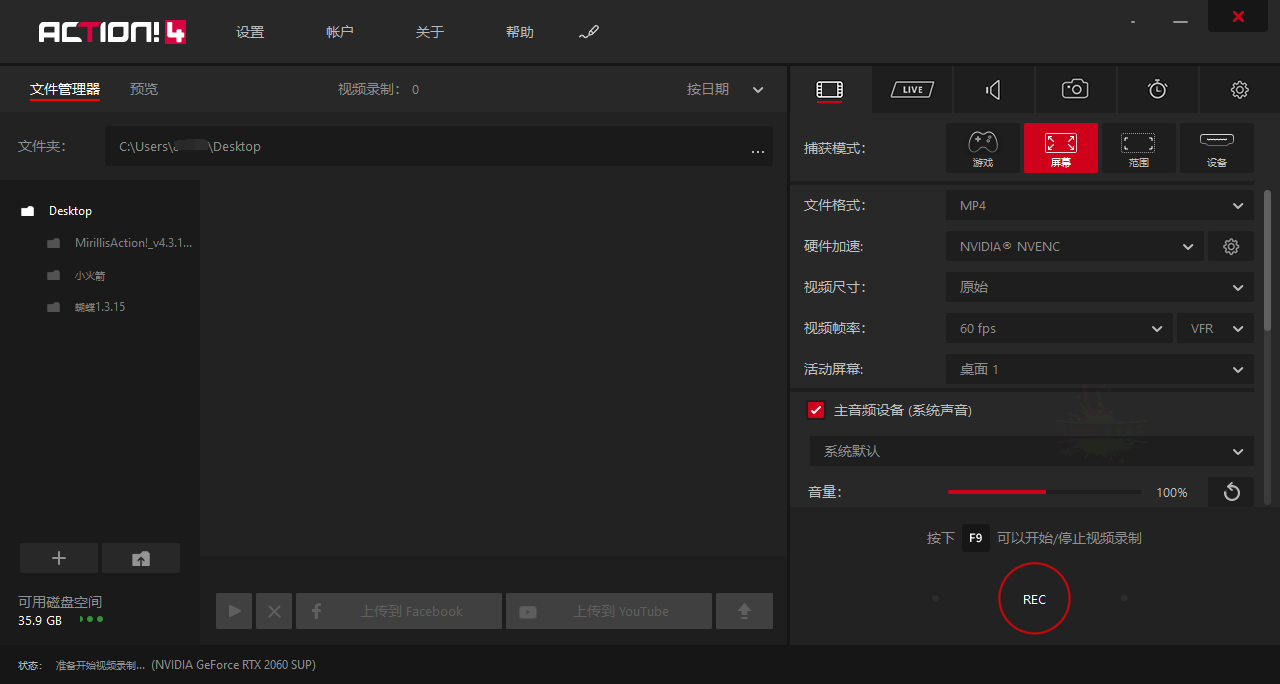 ACTION! 4 设置 帐户 关于 帮助
文件管理器 预览 视频录制: 0 按日期
文件夹: C:\Users\ \Desktop ...
Desktop
MirillisAction!_v4.3.1...
小火箭
蝴蝶1.3.15
可用磁盘空间
35.9 GB
上传到 Facebook 上传到 YouTube
LIVE
捕获模式: 游戏 屏幕 范围 设备
文件格式: MP4
硬件加速: NVIDIA® NVENC
视频尺寸: 原始
视频帧率: 60 fps VFR
活动屏幕: 桌面 1
主音频设备 (系统声音)
系统默认
音量: 100%
按下 F9 可以开始/停止视频录制
REC
状态: 准备开始视频录制... (NVIDIA GeForce RTX 2060 SUP)